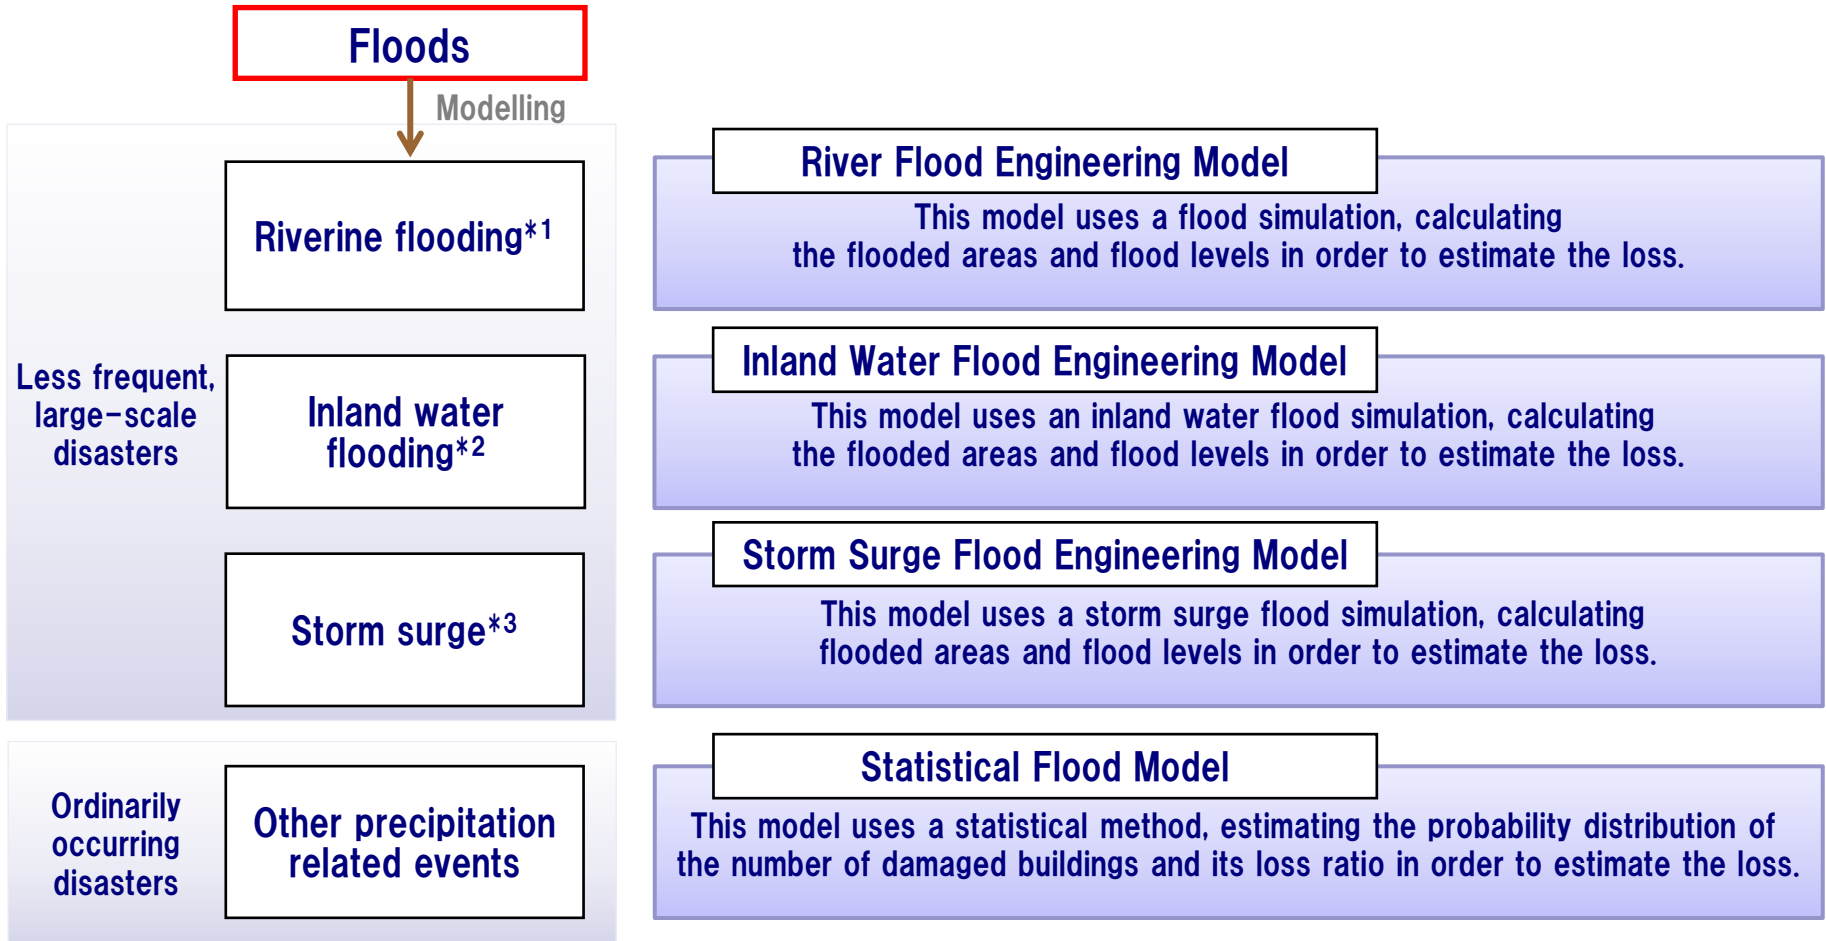 Floods
Modelling
Less frequent,
large-scale
disasters
Riverine flooding*1
River Flood Engineering Model
This model uses a flood simulation, calculating
the flooded areas and flood levels in order to estimate the loss.
Inland water
flooding*2
Inland Water Flood Engineering Model
This model uses an inland water flood simulation, calculating
the flooded areas and flood levels in order to estimate the loss.
Storm surge*3
Storm Surge Flood Engineering Model
This model uses a storm surge flood simulation, calculating
flooded areas and flood levels in order to estimate the loss.
Ordinarily
occurring
disasters
Other precipitation
related events
Statistical Flood Model
This model uses a statistical method, estimating the probability distribution of
the number of damaged buildings and its loss ratio in order to estimate the loss.